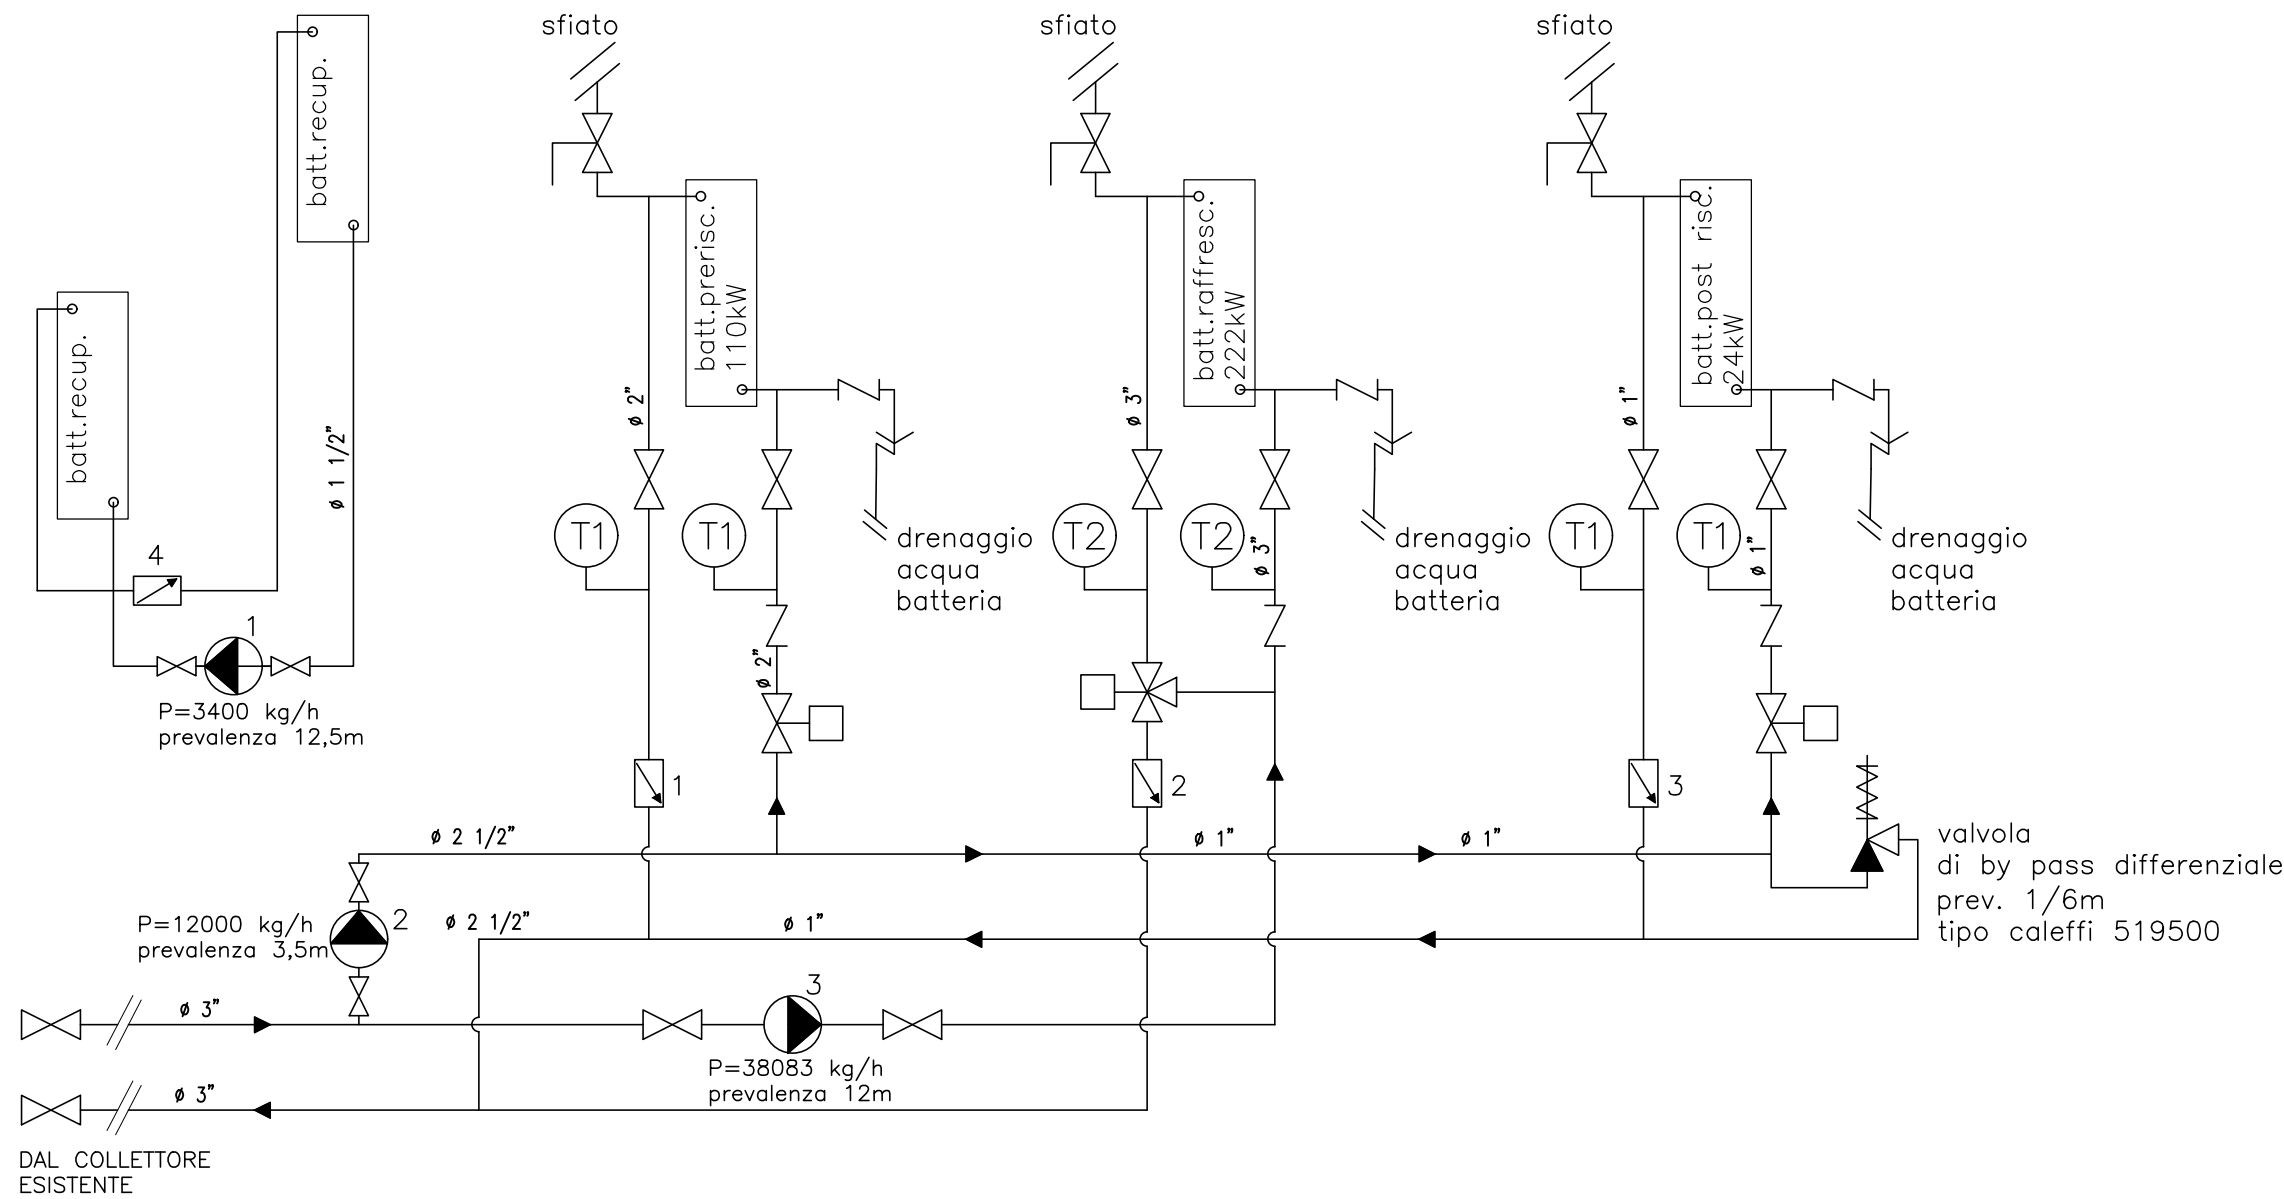 sfiato
sfiato
sfiato
batt.recup.
batt.recup.
ø 1 1/2”
4
1
P=3400 kg/h
prevalenza 12,5m
batt.prerisc.
110kW
ø 2”
T1
T1
drenaggio
acqua
batteria
ø 2”
1
batt.raffresc.
222kW
ø 3”
T2
T2
ø 3”
drenaggio
acqua
batteria
2
batt.post risc.
24kW
ø 1”
T1
T1
ø 1”
drenaggio
acqua
batteria
3
ø 2 1/2”
ø 1”
ø 1”
valvola
di by pass differenziale
prev. 1/6m
tipo caleffi 519500
P=12000 kg/h
prevalenza 3,5m
2
ø 2 1/2”
ø 1”
ø 3”
3
P=38083 kg/h
prevalenza 12m
ø 3”
DAL COLLETTORE
ESISTENTE